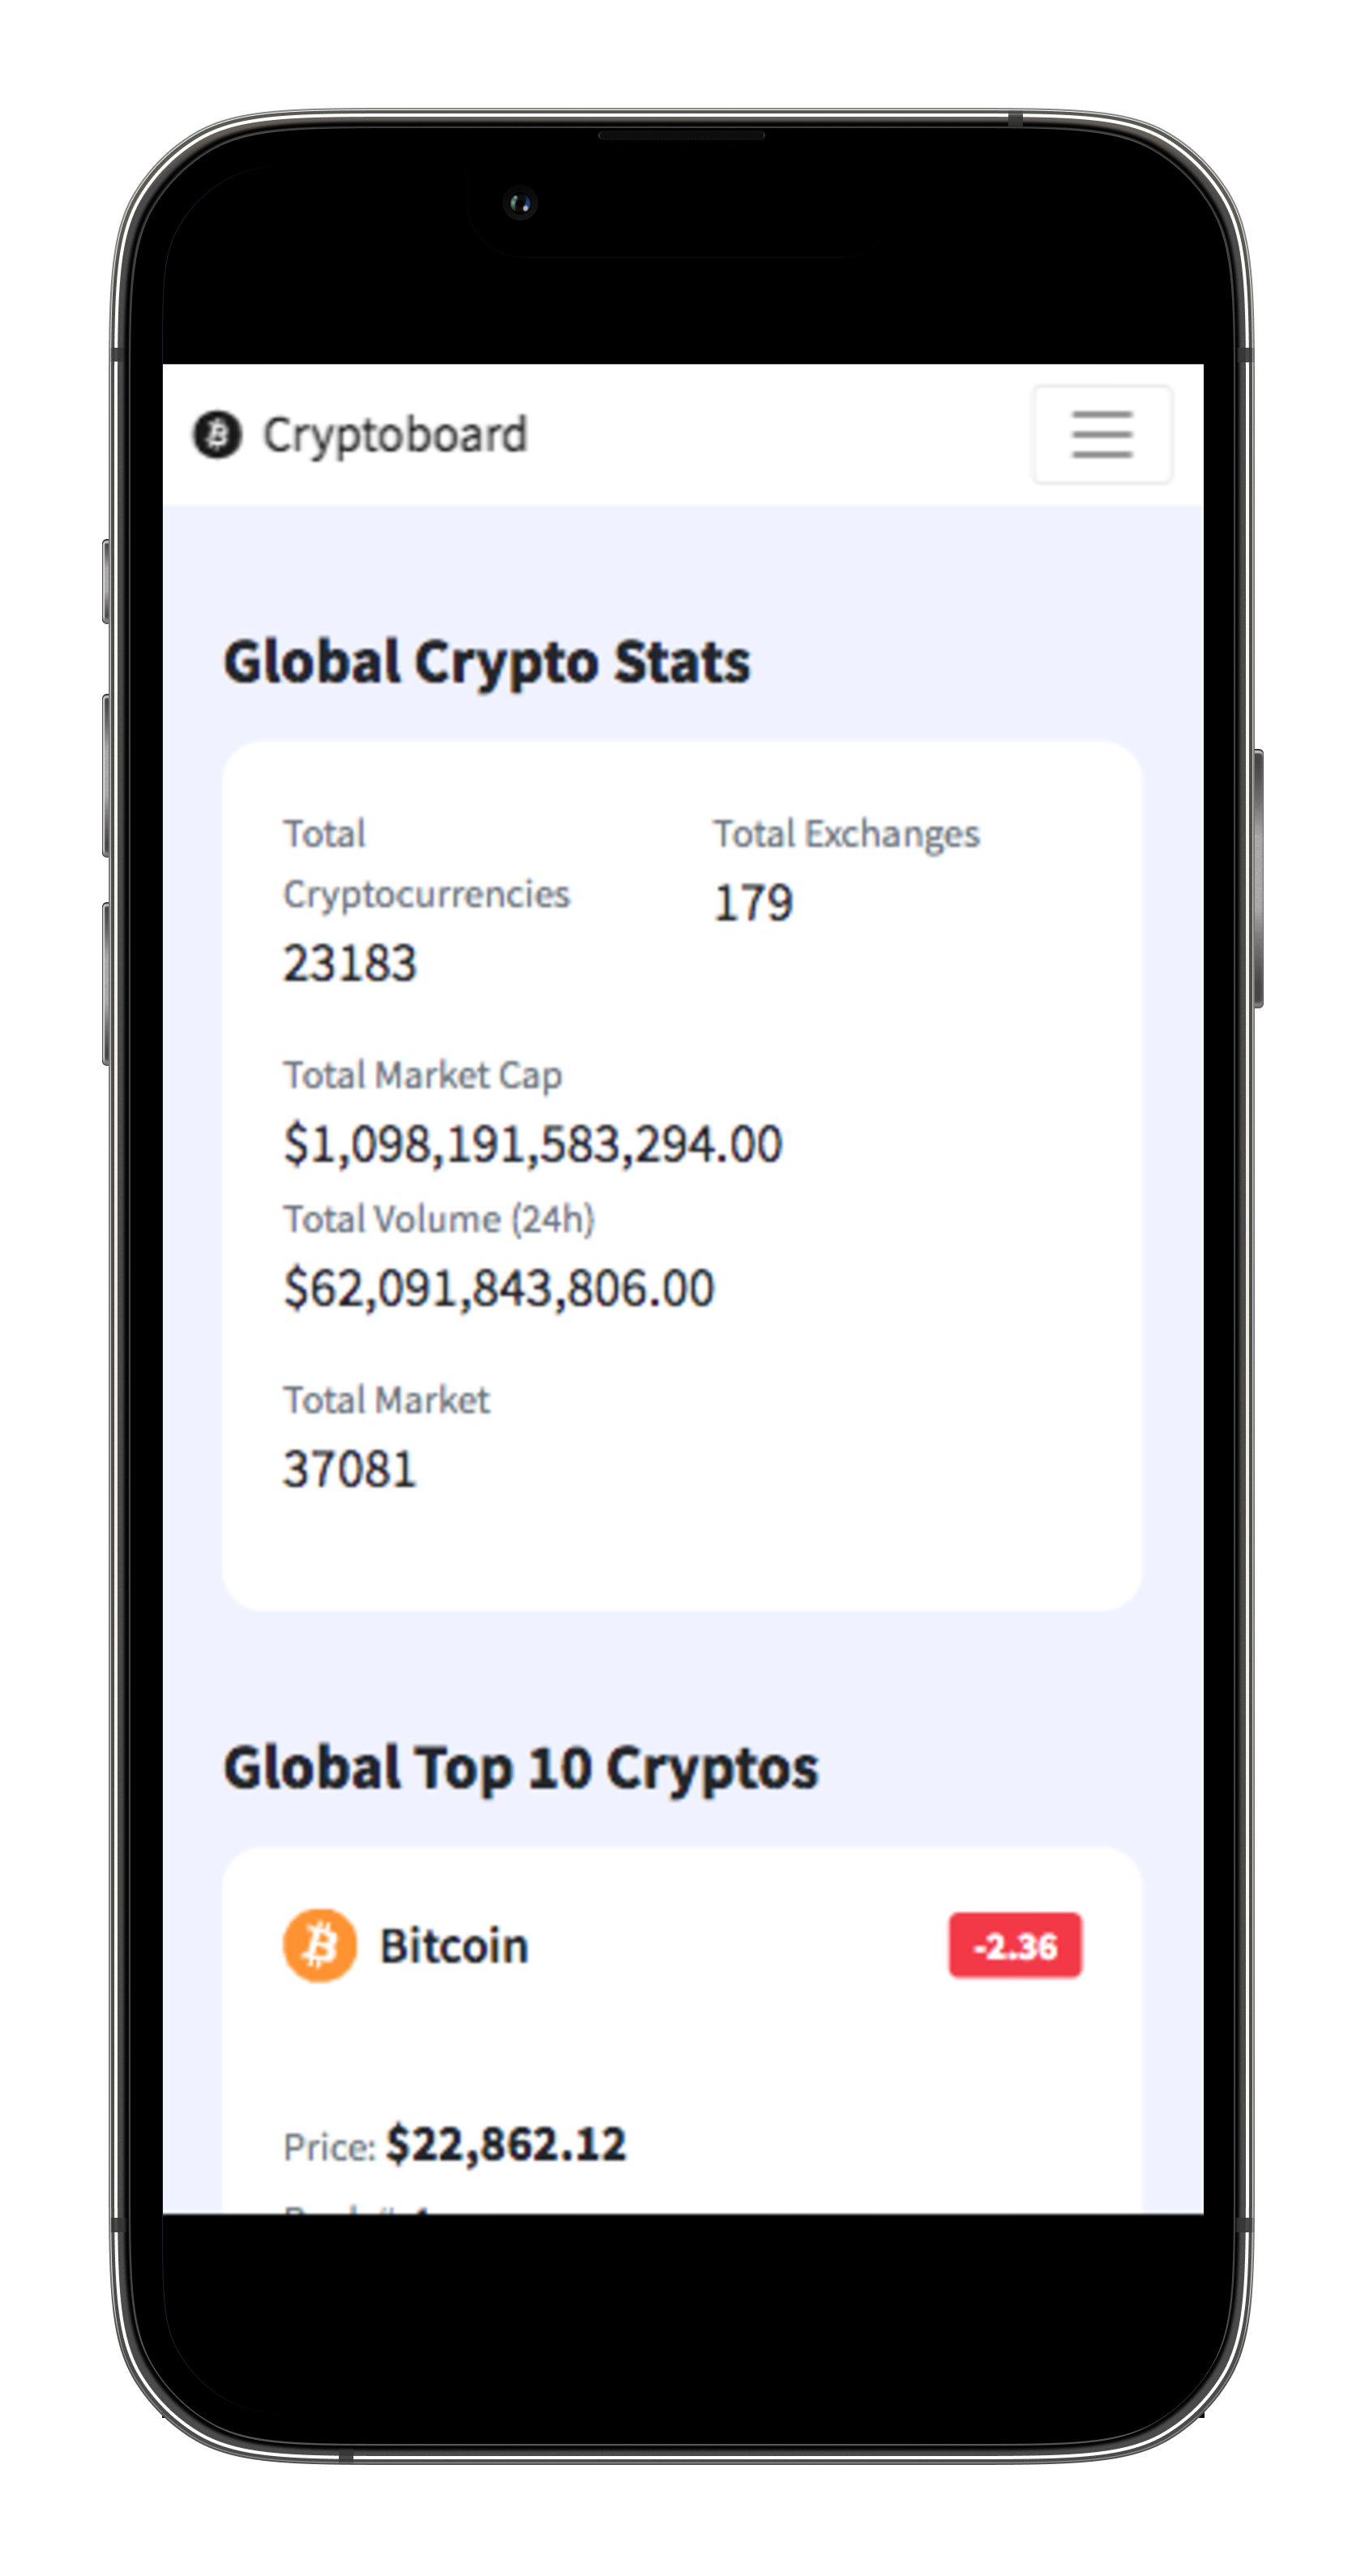 Cryptoboard
Global Crypto Stats
Total
Cryptocurrencies
23183
Total Exchanges
179
Total Market Cap
$1,098,191,583,294.00
Total Volume (24h)
$62,091,843,806.00
Total Market
37081
Global Top 10 Cryptos
Bitcoin
-2.36
Price: $22,862.12